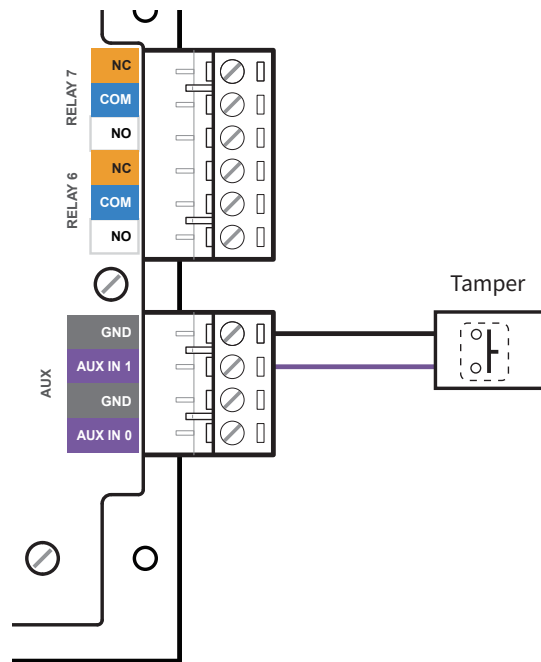 RELAY 7
NC
COM
NO
RELAY 6
NC
COM
NO
Tamper
AUX
GND
AUX IN 1
GND
AUX IN 0